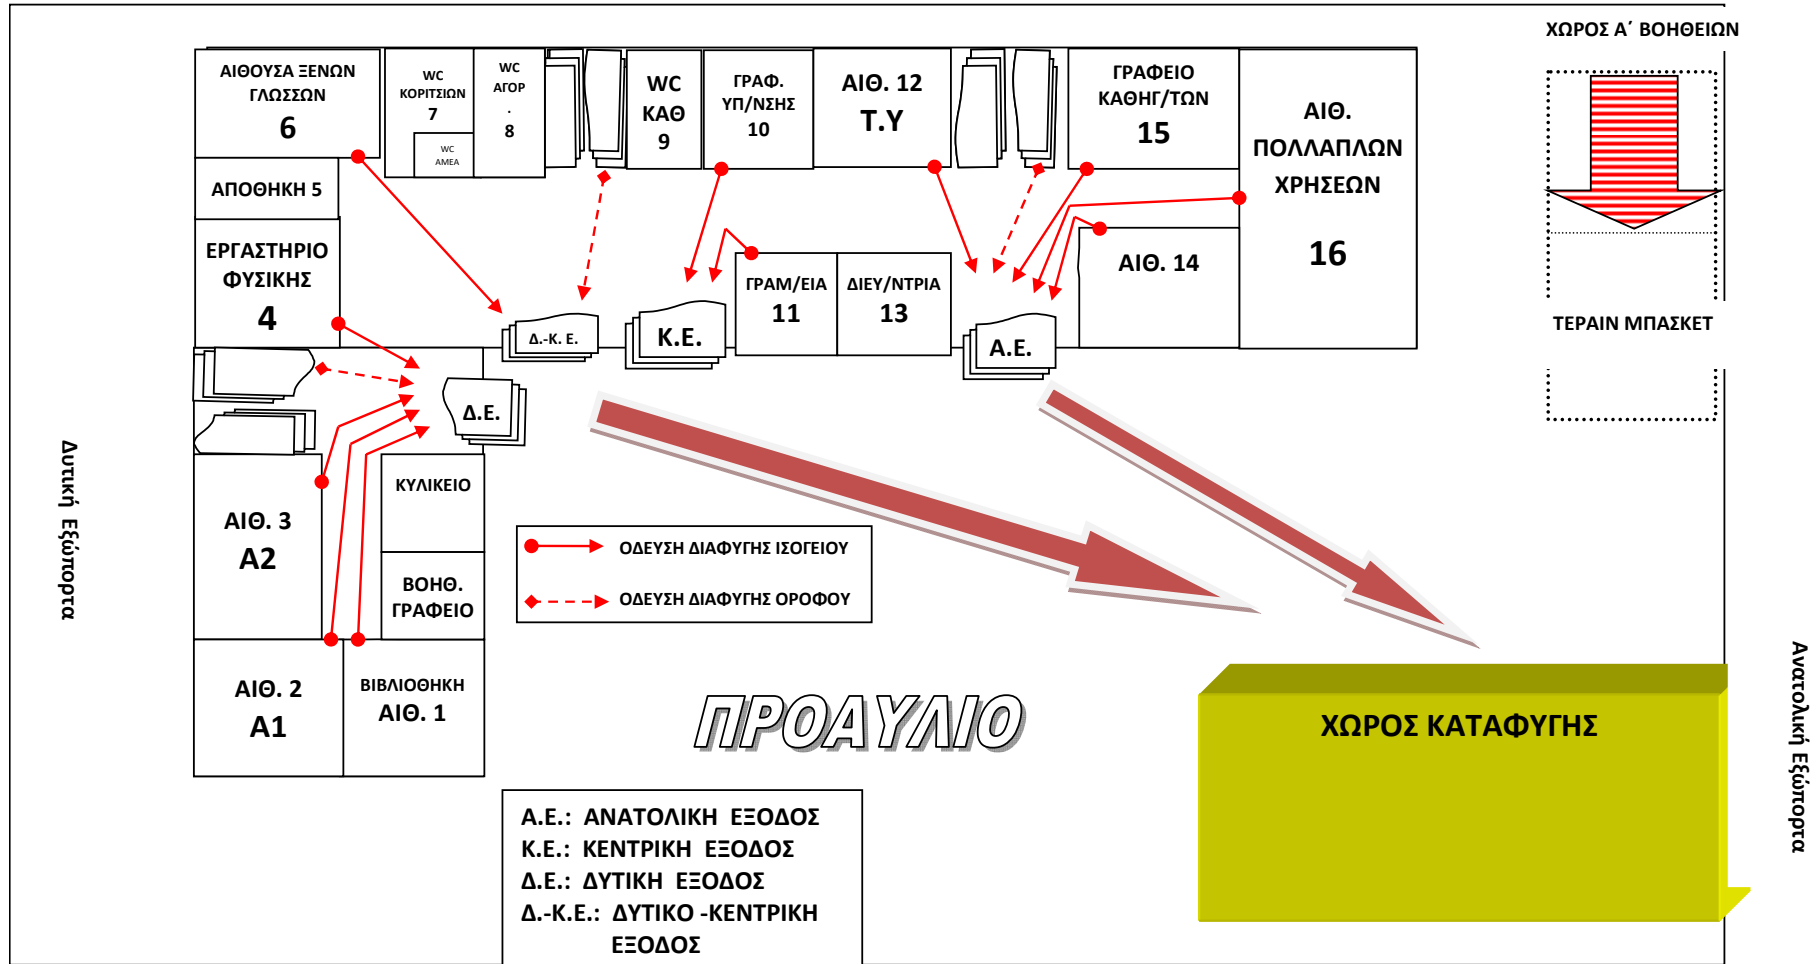 ΧΩΡΟΣ Α΄ ΒΟΗΘΕΙΩΝ
ΑΙΘΟΥΣΑ ΞΕΝΩΝ
ΓΛΩΣΣΩΝ
6
WC
ΚΟΡΙΤΣΙΩΝ
7
WC
ΑΜΕΑ
WC
ΑΓΟΡ
.
8
WC
ΚΑΘ
9
ΓΡΑΦ.
ΥΠ/ΝΣΗΣ
10
ΑΙΘ. 12
Τ.Υ
ΓΡΑΦΕΙΟ
ΚΑΘΗΓ/ΤΩΝ
15
ΑΙΘ.
ΠΟΛΛΑΠΛΩΝ
ΧΡΗΣΕΩΝ
16
ΑΠΟΘΗΚΗ 5
ΕΡΓΑΣΤΗΡΙΟ
ΦΥΣΙΚΗΣ
4
ΓΡΑΜ/ΕΙΑ
11
ΔΙΕΥ/ΝΤΡΙΑ
13
ΑΙΘ. 14
ΤΕΡΑΙΝ ΜΠΑΣΚΕΤ
Δ.-Κ. Ε.
Κ.Ε.
Α.Ε.
Δ.Ε.
Δυτική Εξώπορτα
ΚΥΛΙΚΕΙΟ
ΑΙΘ. 3
Α2
ΒΟΗΘ.
ΓΡΑΦΕΙΟ
ΟΔΕΥΣΗ ΔΙΑΦΥΓΗΣ ΙΣΟΓΕΙΟΥ
ΟΔΕΥΣΗ ΔΙΑΦΥΓΗΣ ΟΡΟΦΟΥ
ΑΙΘ. 2
Α1
ΒΙΒΛΙΟΘΗΚΗ
ΑΙΘ. 1
ΠΡΟΑΥΛΙΟ
ΧΩΡΟΣ ΚΑΤΑΦΥΓΗΣ
Ανατολική Εξώπορτα
Α.Ε.: ΑΝΑΤΟΛΙΚΗ ΕΞΟΔΟΣ
Κ.Ε.: ΚΕΝΤΡΙΚΗ ΕΞΟΔΟΣ
Δ.Ε.: ΔΥΤΙΚΗ ΕΞΟΔΟΣ
Δ.-Κ.Ε.: ΔΥΤΙΚΟ -ΚΕΝΤΡΙΚΗ
ΕΞΟΔΟΣ